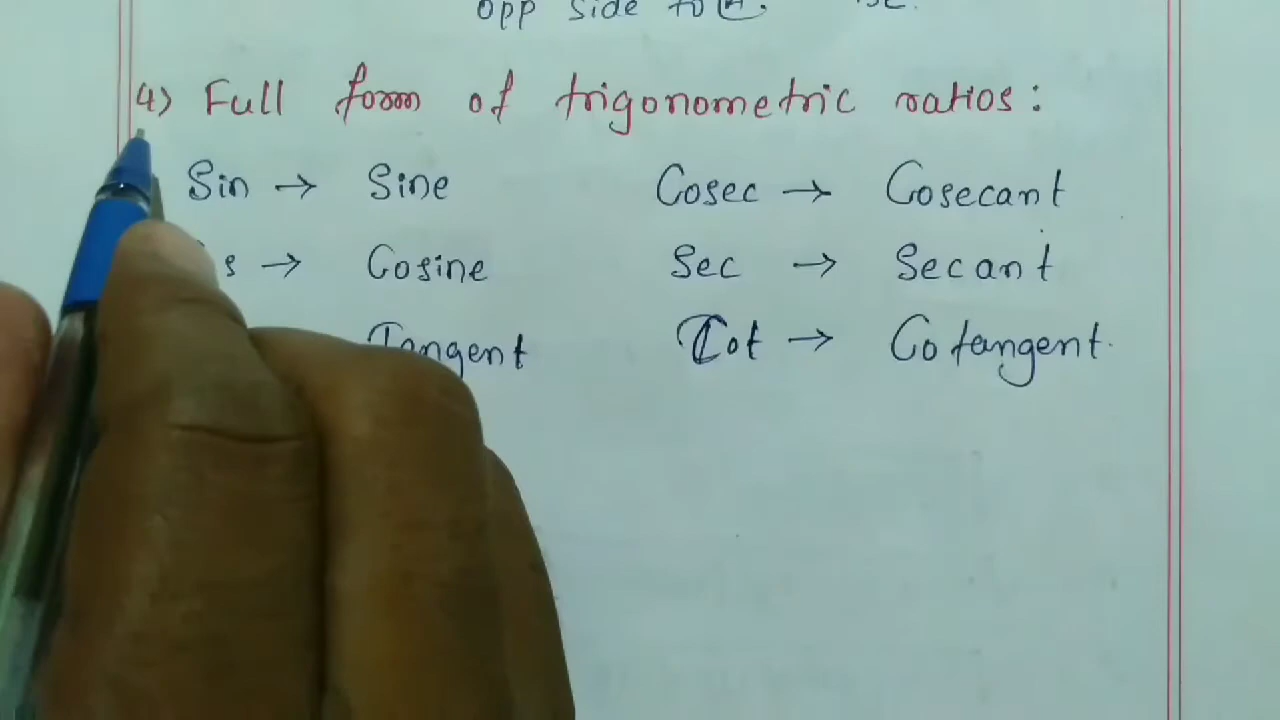 opp side to
4) Full form of trigonometric ratios:
Sin → Sine Cosec → Cosecant
s → Cosine Sec → Secant
Tangent Cot → Cotangent.